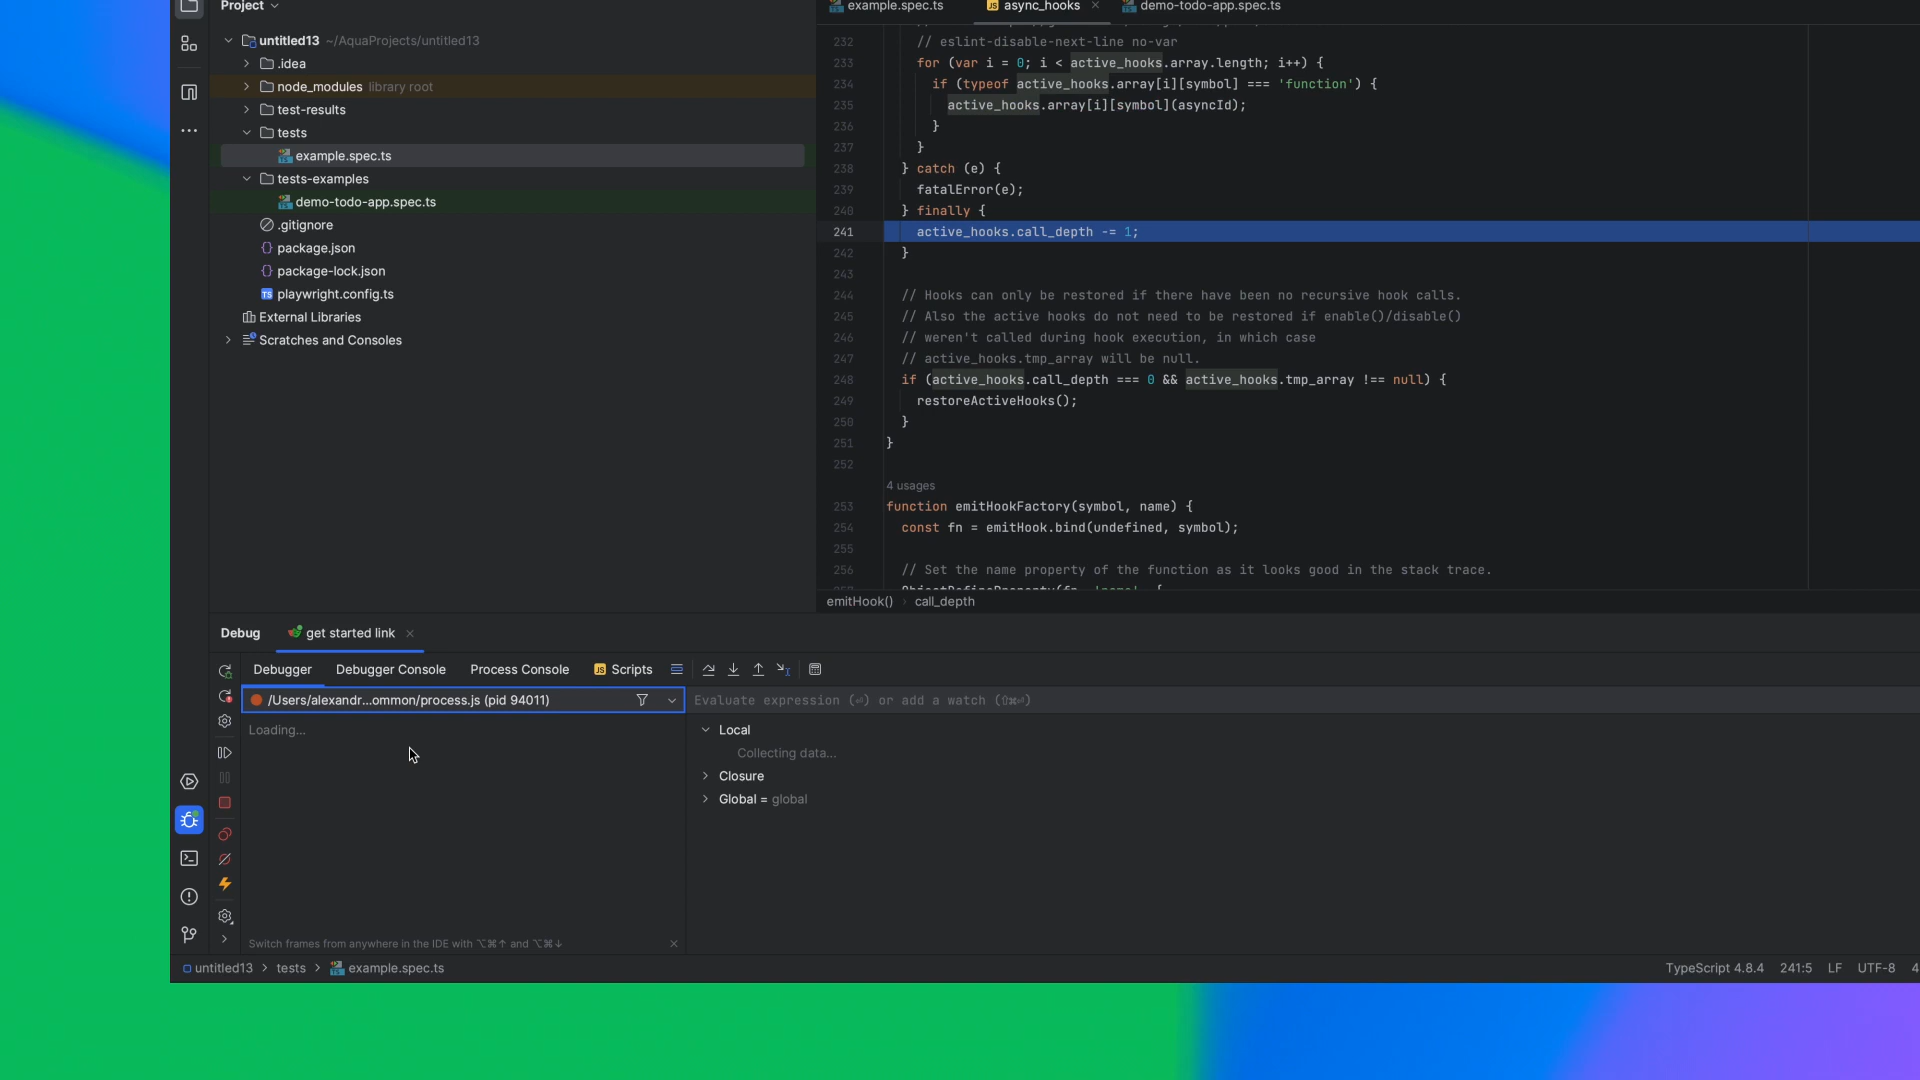 Project
untitled13 ~/AquaProjects/untitled13
.idea
node_modules library root
test-results
tests
example.spec.ts
tests-examples
demo-todo-app.spec.ts
.gitignore
package.json
package-lock.json
playwright.config.ts
External Libraries
Scratches and Consoles
example.spec.ts async_hooks demo-todo-app.spec.ts
232 // eslint-disable-next-line no-var
233 for (var i = 0; i < active_hooks.array.length; i++) {
234 if (typeof active_hooks.array[i][symbol] === 'function') {
235 active_hooks.array[i][symbol](asyncId);
236 }
237 }
238 } catch (e) {
239 fatalError(e);
240 } finally {
241 active_hooks.call_depth -= 1;
242 }
243
244 // Hooks can only be restored if there have been no recursive hook calls.
245 // Also the active hooks do not need to be restored if enable()/disable()
246 // weren't called during hook execution, in which case
247 // active_hooks.tmp_array will be null.
248 if (active_hooks.call_depth === 0 && active_hooks.tmp_array !== null) {
249 restoreActiveHooks();
250 }
251 }
252
4 usages
253 function emitHookFactory(symbol, name) {
254 const fn = emitHook.bind(undefined, symbol);
255
256 // Set the name property of the function as it looks good in the stack trace.
emitHook() › call_depth
Debug get started link
Debugger Debugger Console Process Console JS Scripts
/Users/alexandr...ommon/process.js (pid 94011)
Evaluate expression (⏎) or add a watch (⇧⌘⏎)
Loading...
Local
Collecting data...
Closure
Global = global
Switch frames from anywhere in the IDE with ⌥⌘↑ and ⌥⌘↓
untitled13 > tests > example.spec.ts
TypeScript 4.8.4 241:5 LF UTF-8 4